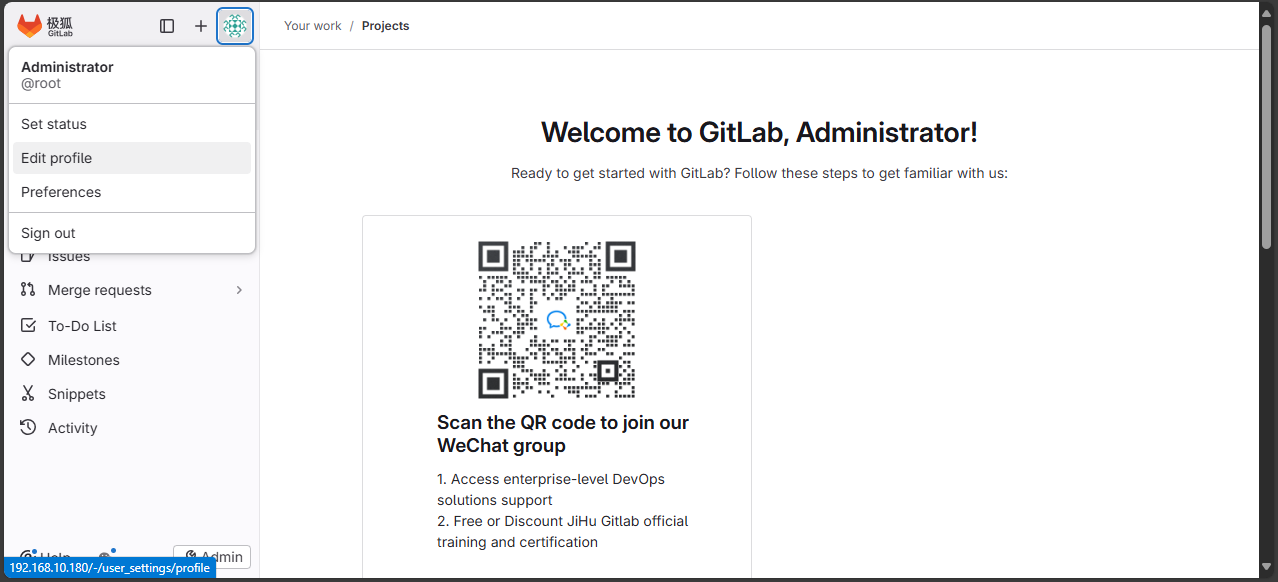 极狐
GitLab
Your work / Projects
Administrator
@root
Set status
Edit profile
Preferences
Sign out
Issues
Merge requests
To-Do List
Milestones
Snippets
Activity
Help
Admin
192.168.10.180/-/user_settings/profile
Welcome to GitLab, Administrator!
Ready to get started with GitLab? Follow these steps to get familiar with us:
Scan the QR code to join our
WeChat group
1. Access enterprise-level DevOps
solutions support
2. Free or Discount JiHu Gitlab official
training and certification